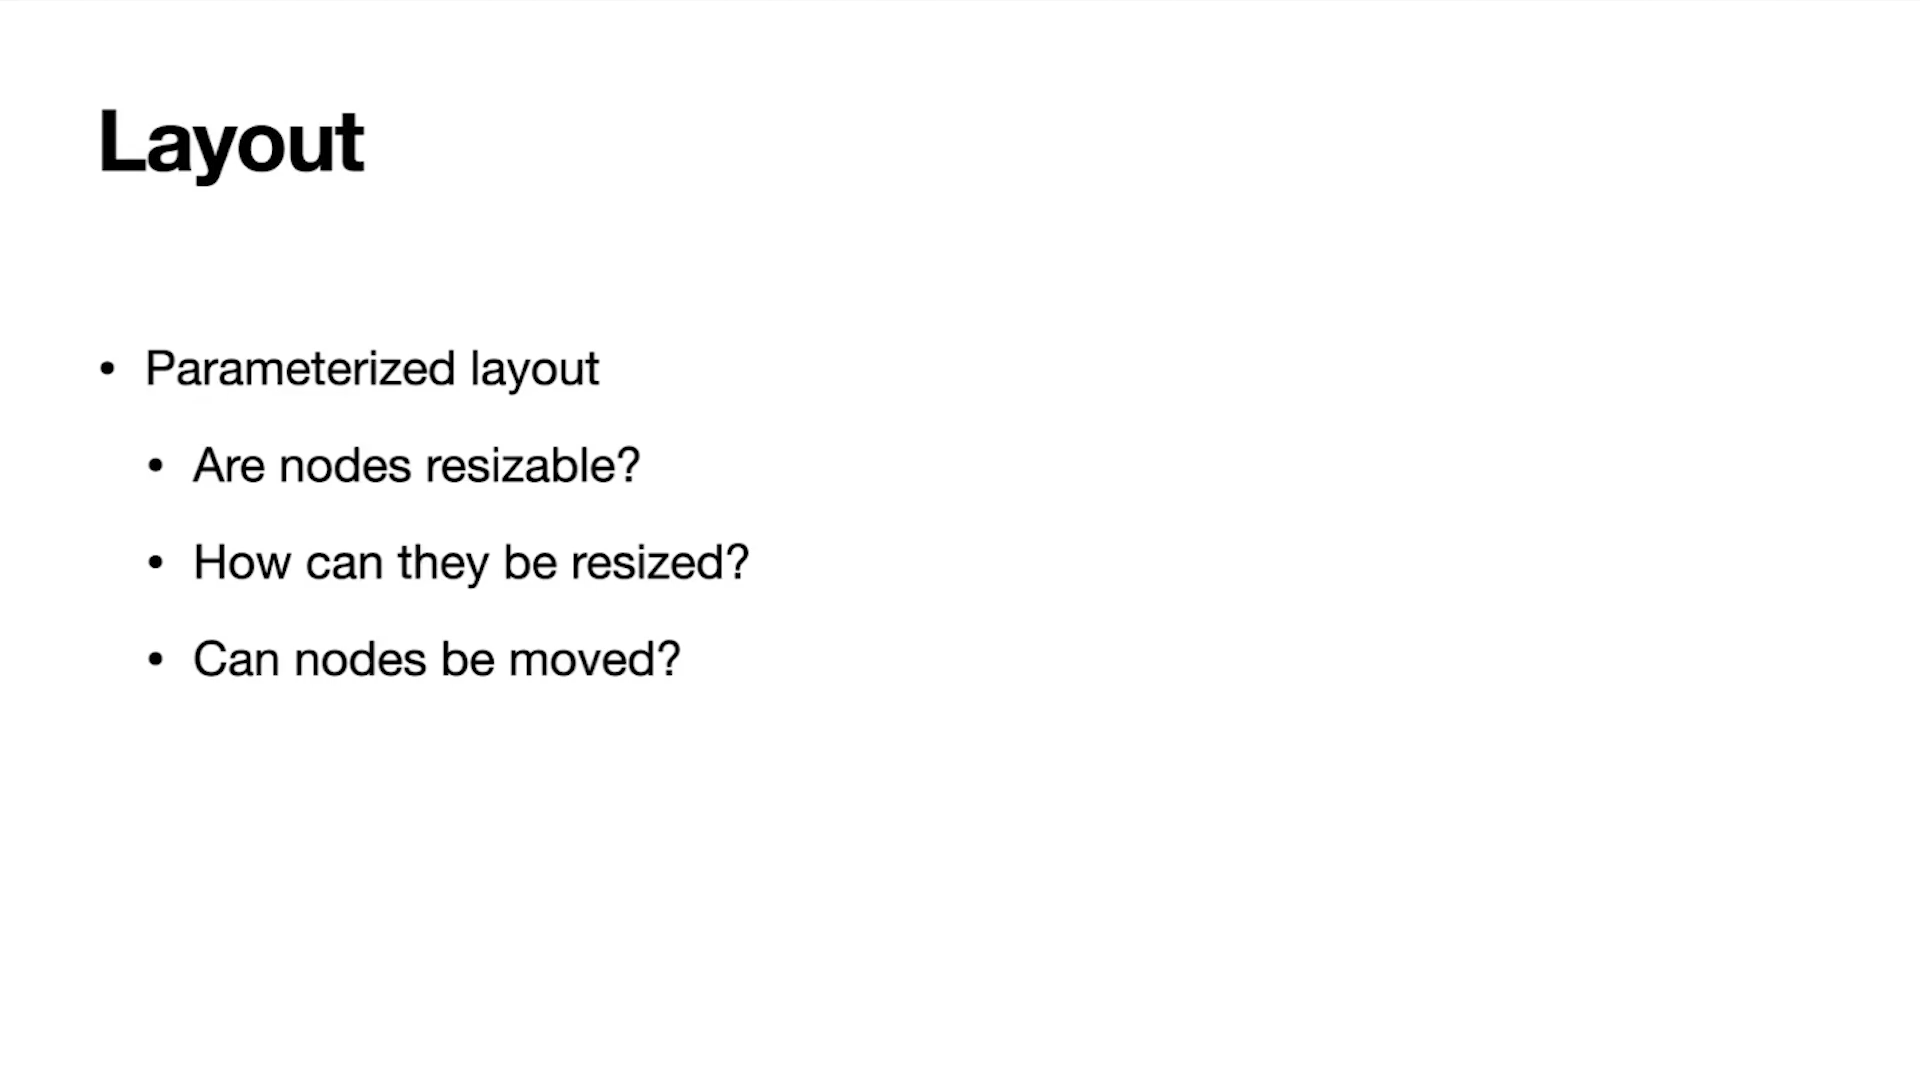 Layout
• Parameterized layout
• Are nodes resizable?
• How can they be resized?
• Can nodes be moved?